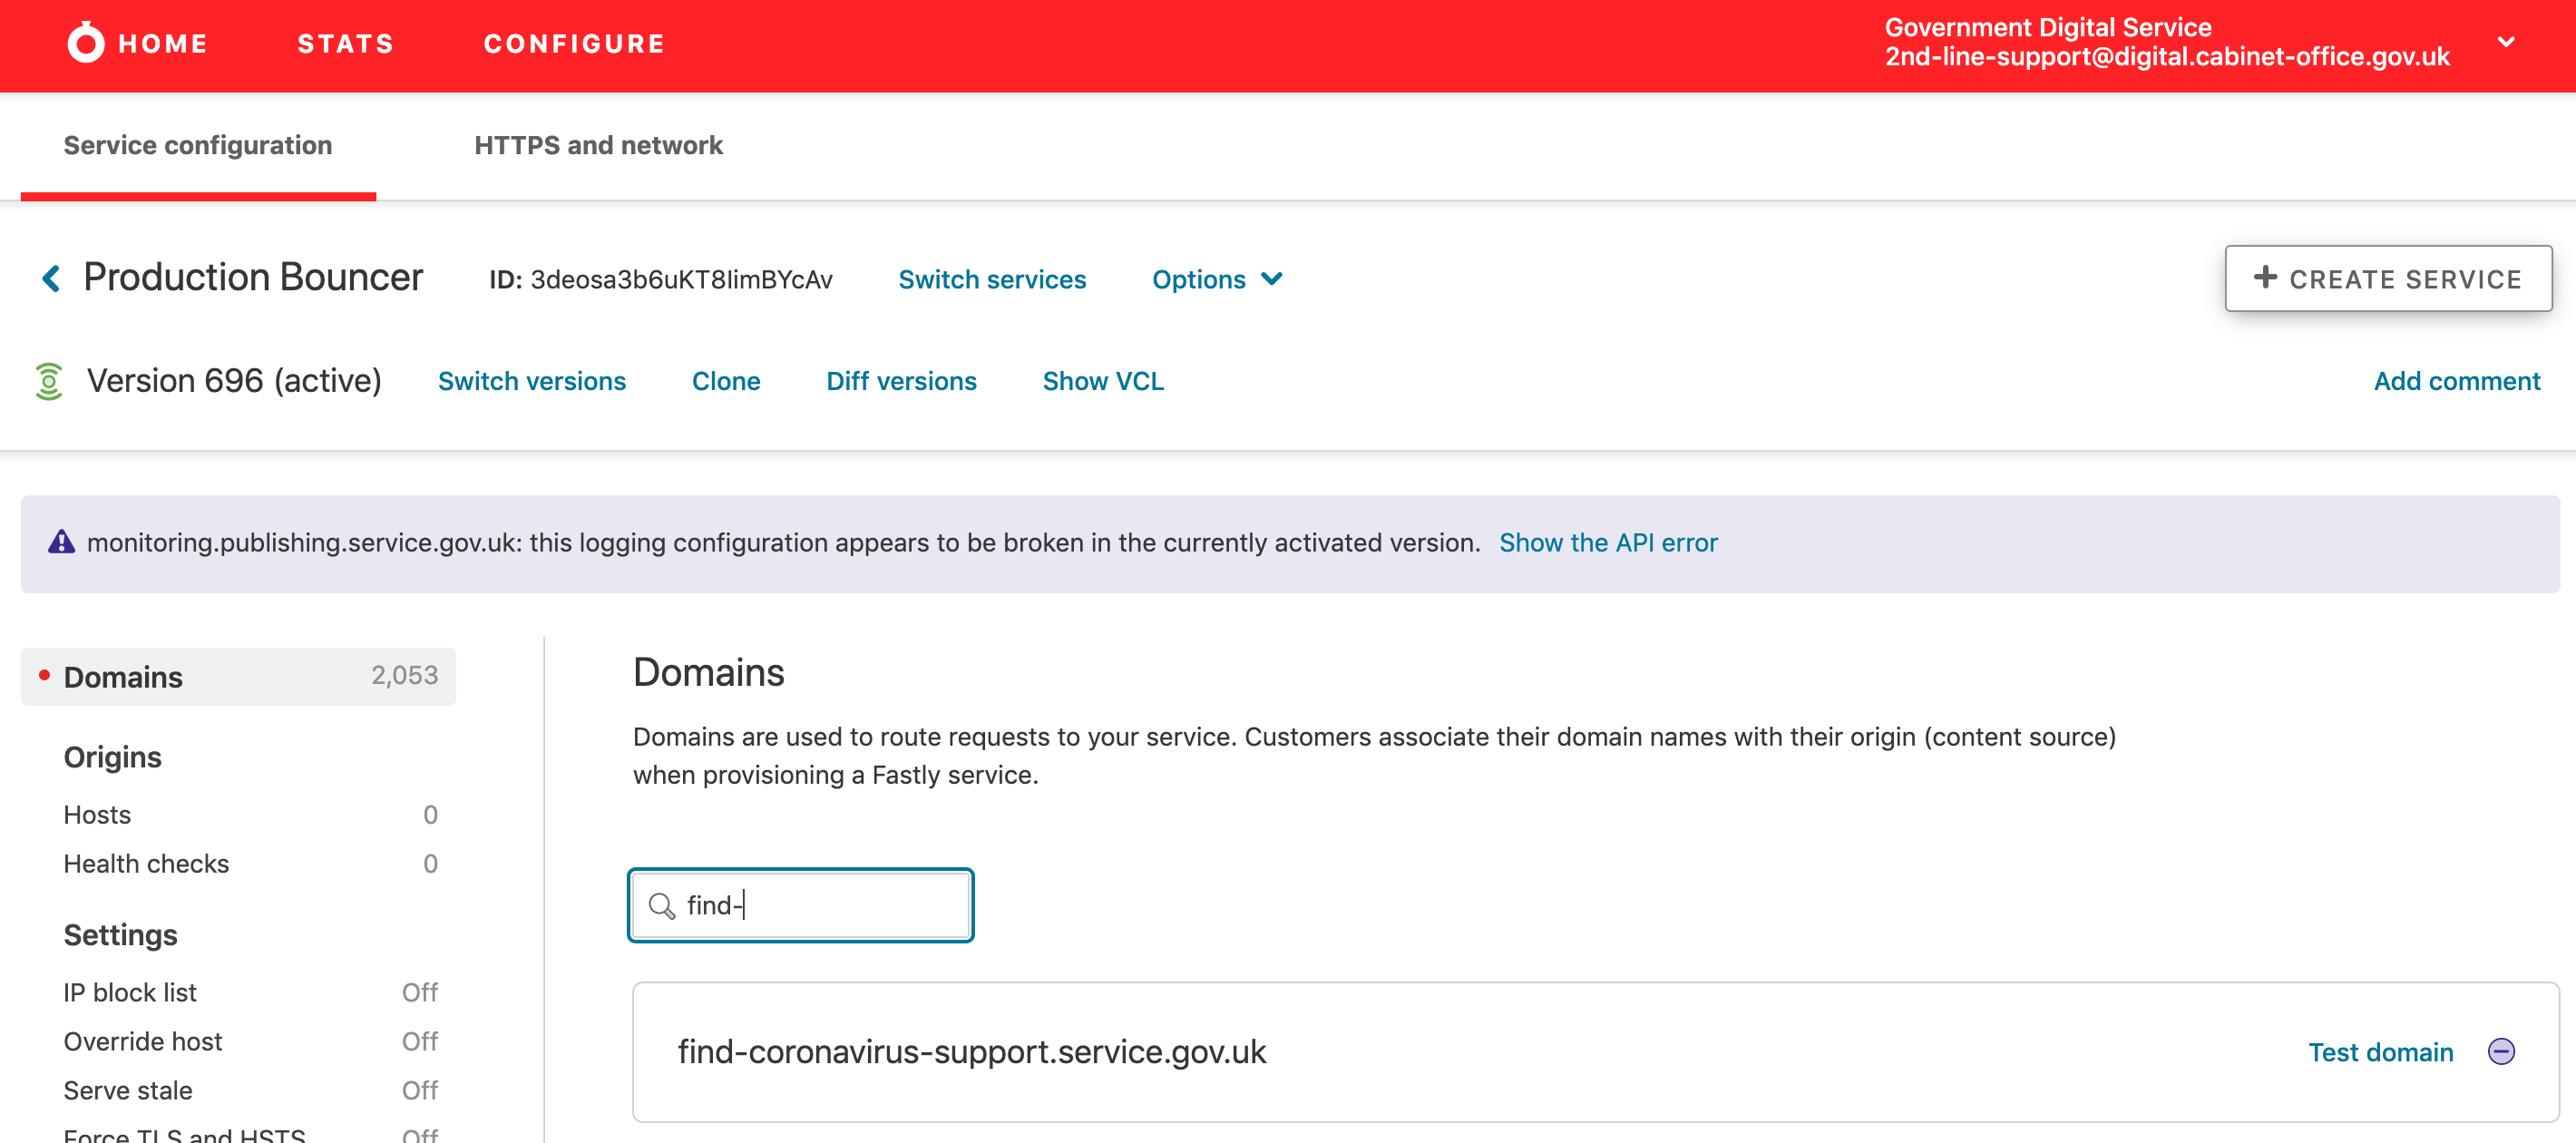 HOME STATS CONFIGURE
Government Digital Service
2nd-line-support@digital.cabinet-office.gov.uk
Service configuration HTTPS and network
Production Bouncer ID: 3deosa3b6uKT8limBYcAv Switch services Options CREATE SERVICE
Version 696 (active) Switch versions Clone Diff versions Show VCL Add comment
monitoring.publishing.service.gov.uk: this logging configuration appears to be broken in the currently activated version. Show the API error
Domains 2,053
Origins
Hosts 0
Health checks 0
Settings
IP block list Off
Override host Off
Serve stale Off
Force TLS and HSTS Off
Domains
Domains are used to route requests to your service. Customers associate their domain names with their origin (content source)
when provisioning a Fastly service.
find-
find-coronavirus-support.service.gov.uk Test domain